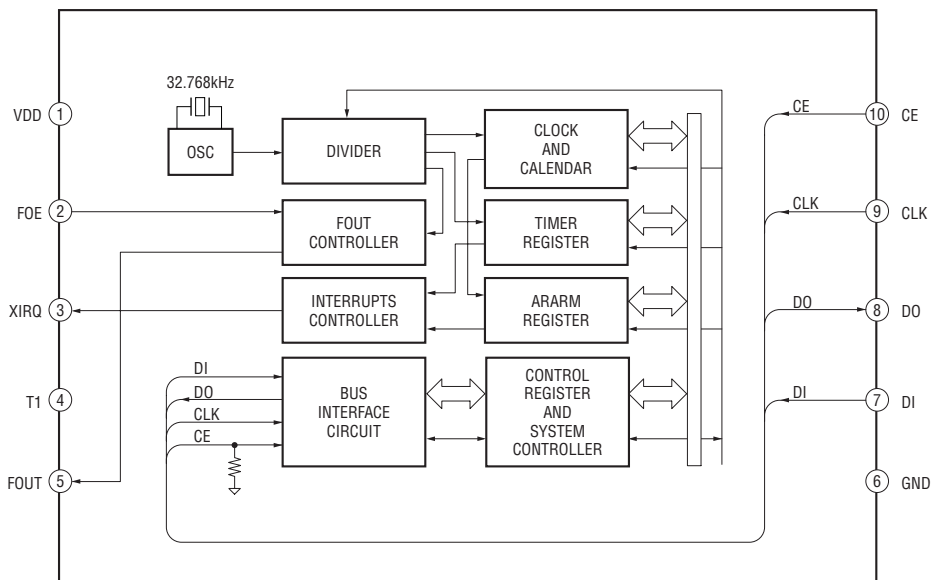 32.768kHz
OSC
DIVIDER
CLOCK
AND
CALENDAR
FOUT
CONTROLLER
TIMER
REGISTER
INTERRUPTS
CONTROLLER
ARARM
REGISTER
BUS
INTERFACE
CIRCUIT
CONTROL
REGISTER
AND
SYSTEM
CONTROLLER
DI
DO
CLK
CE
VDD 1
FOE 2
XIRQ 3
T1 4
FOUT 5
CE 10 CE
CLK 9 CLK
DO 8 DO
DI 7 DI
6 GND